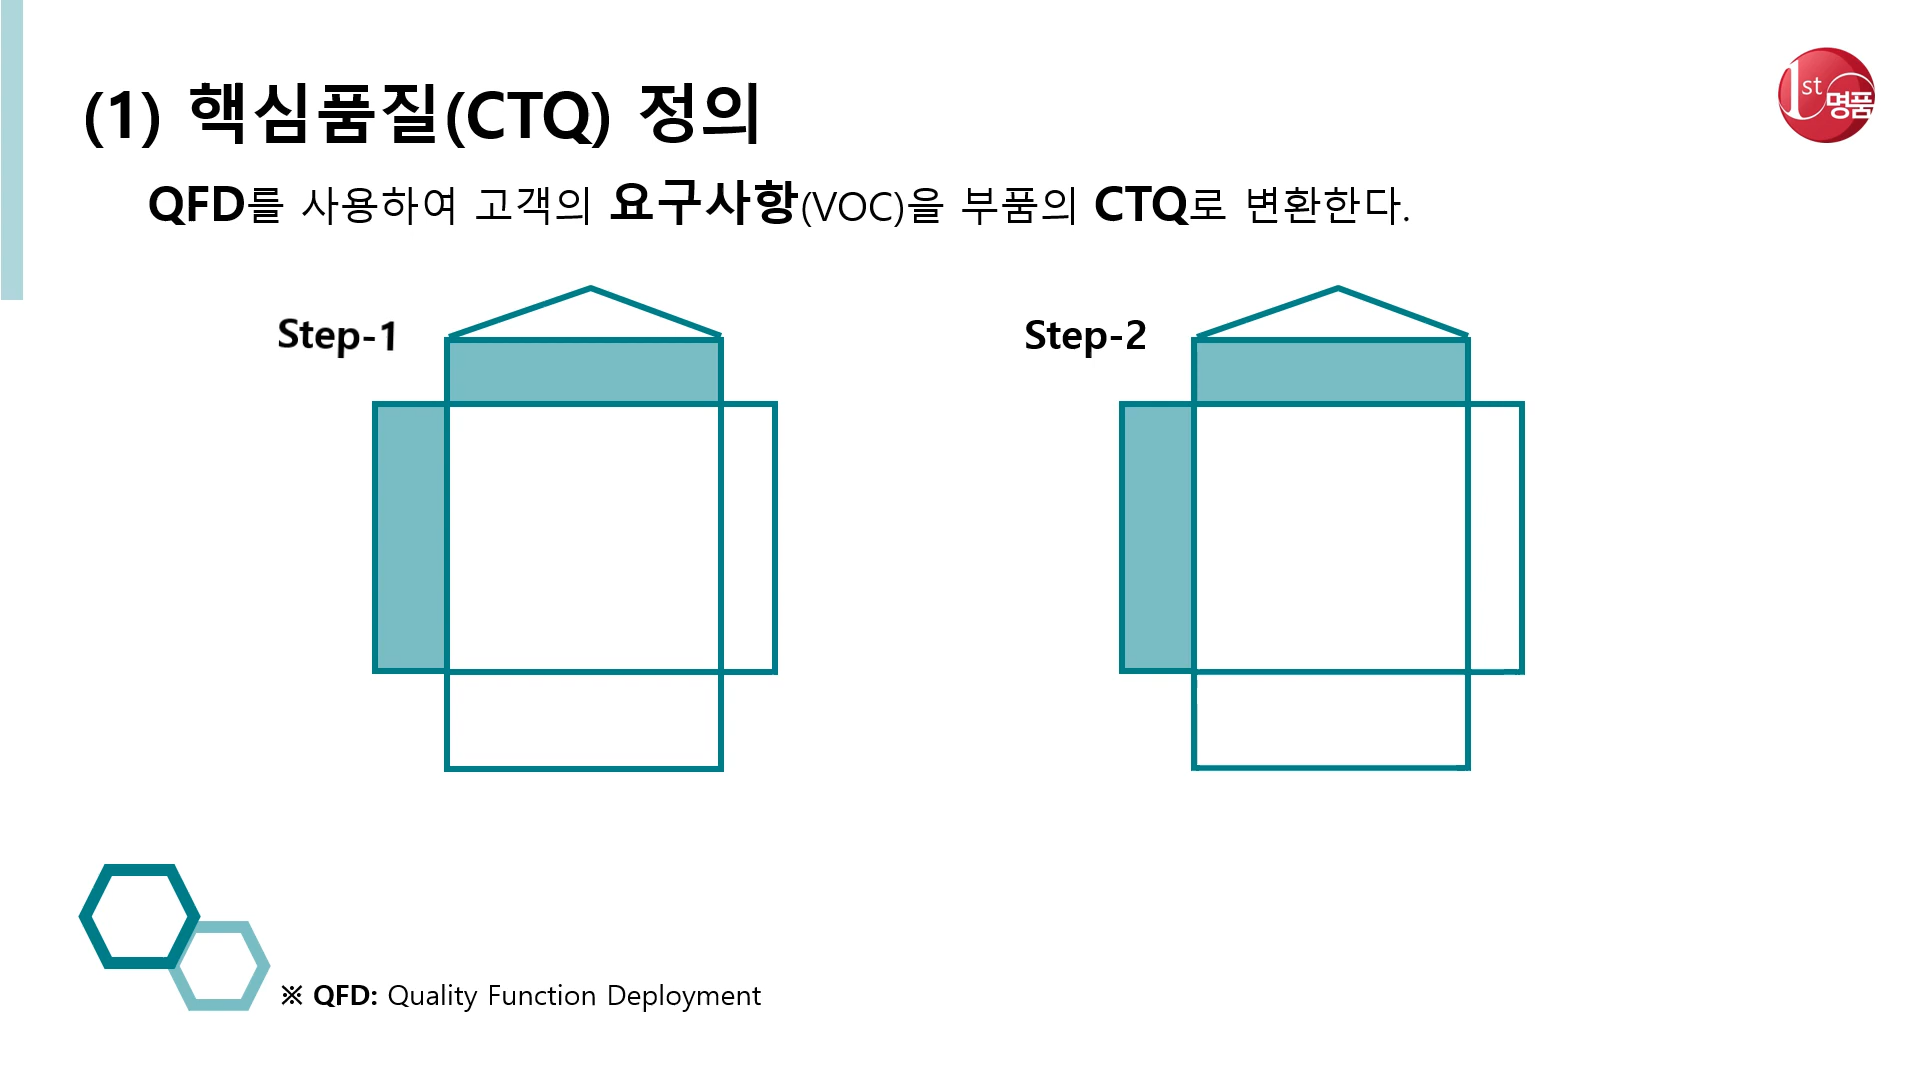 (1) 핵심품질(CTQ) 정의
1st
명품
QFD를 사용하여 고객의 요구사항(VOC)을 부품의 CTQ로 변환한다.
Step-1
Step-2
※ QFD: Quality Function Deployment